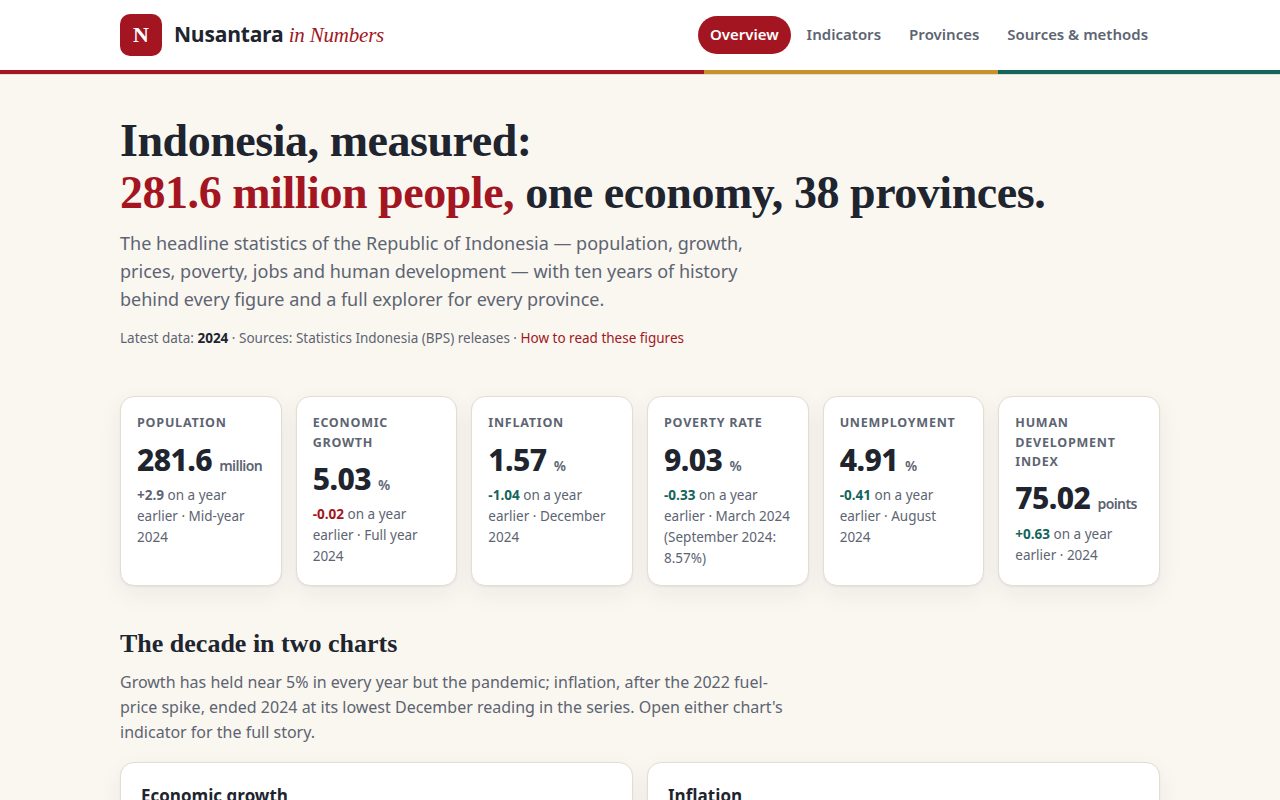 N Nusantara in Numbers
Overview Indicators Provinces Sources & methods
Indonesia, measured:
281.6 million people, one economy, 38 provinces.
The headline statistics of the Republic of Indonesia — population, growth,
prices, poverty, jobs and human development — with ten years of history
behind every figure and a full explorer for every province.
Latest data: 2024 · Sources: Statistics Indonesia (BPS) releases · How to read these figures
POPULATION
281.6 million
+2.9 on a year
earlier · Mid-year
2024
ECONOMIC
GROWTH
5.03 %
-0.02 on a year
earlier · Full year
2024
INFLATION
1.57 %
-1.04 on a year
earlier · December
2024
POVERTY RATE
9.03 %
-0.33 on a year
earlier · March 2024
(September 2024:
8.57%)
UNEMPLOYMENT
4.91 %
-0.41 on a year
earlier · August
2024
HUMAN
DEVELOPMENT
INDEX
75.02 points
+0.63 on a year
earlier · 2024
The decade in two charts
Growth has held near 5% in every year but the pandemic; inflation, after the 2022 fuel-
price spike, ended 2024 at its lowest December reading in the series. Open either chart's
indicator for the full story.
Economic growth
Inflation